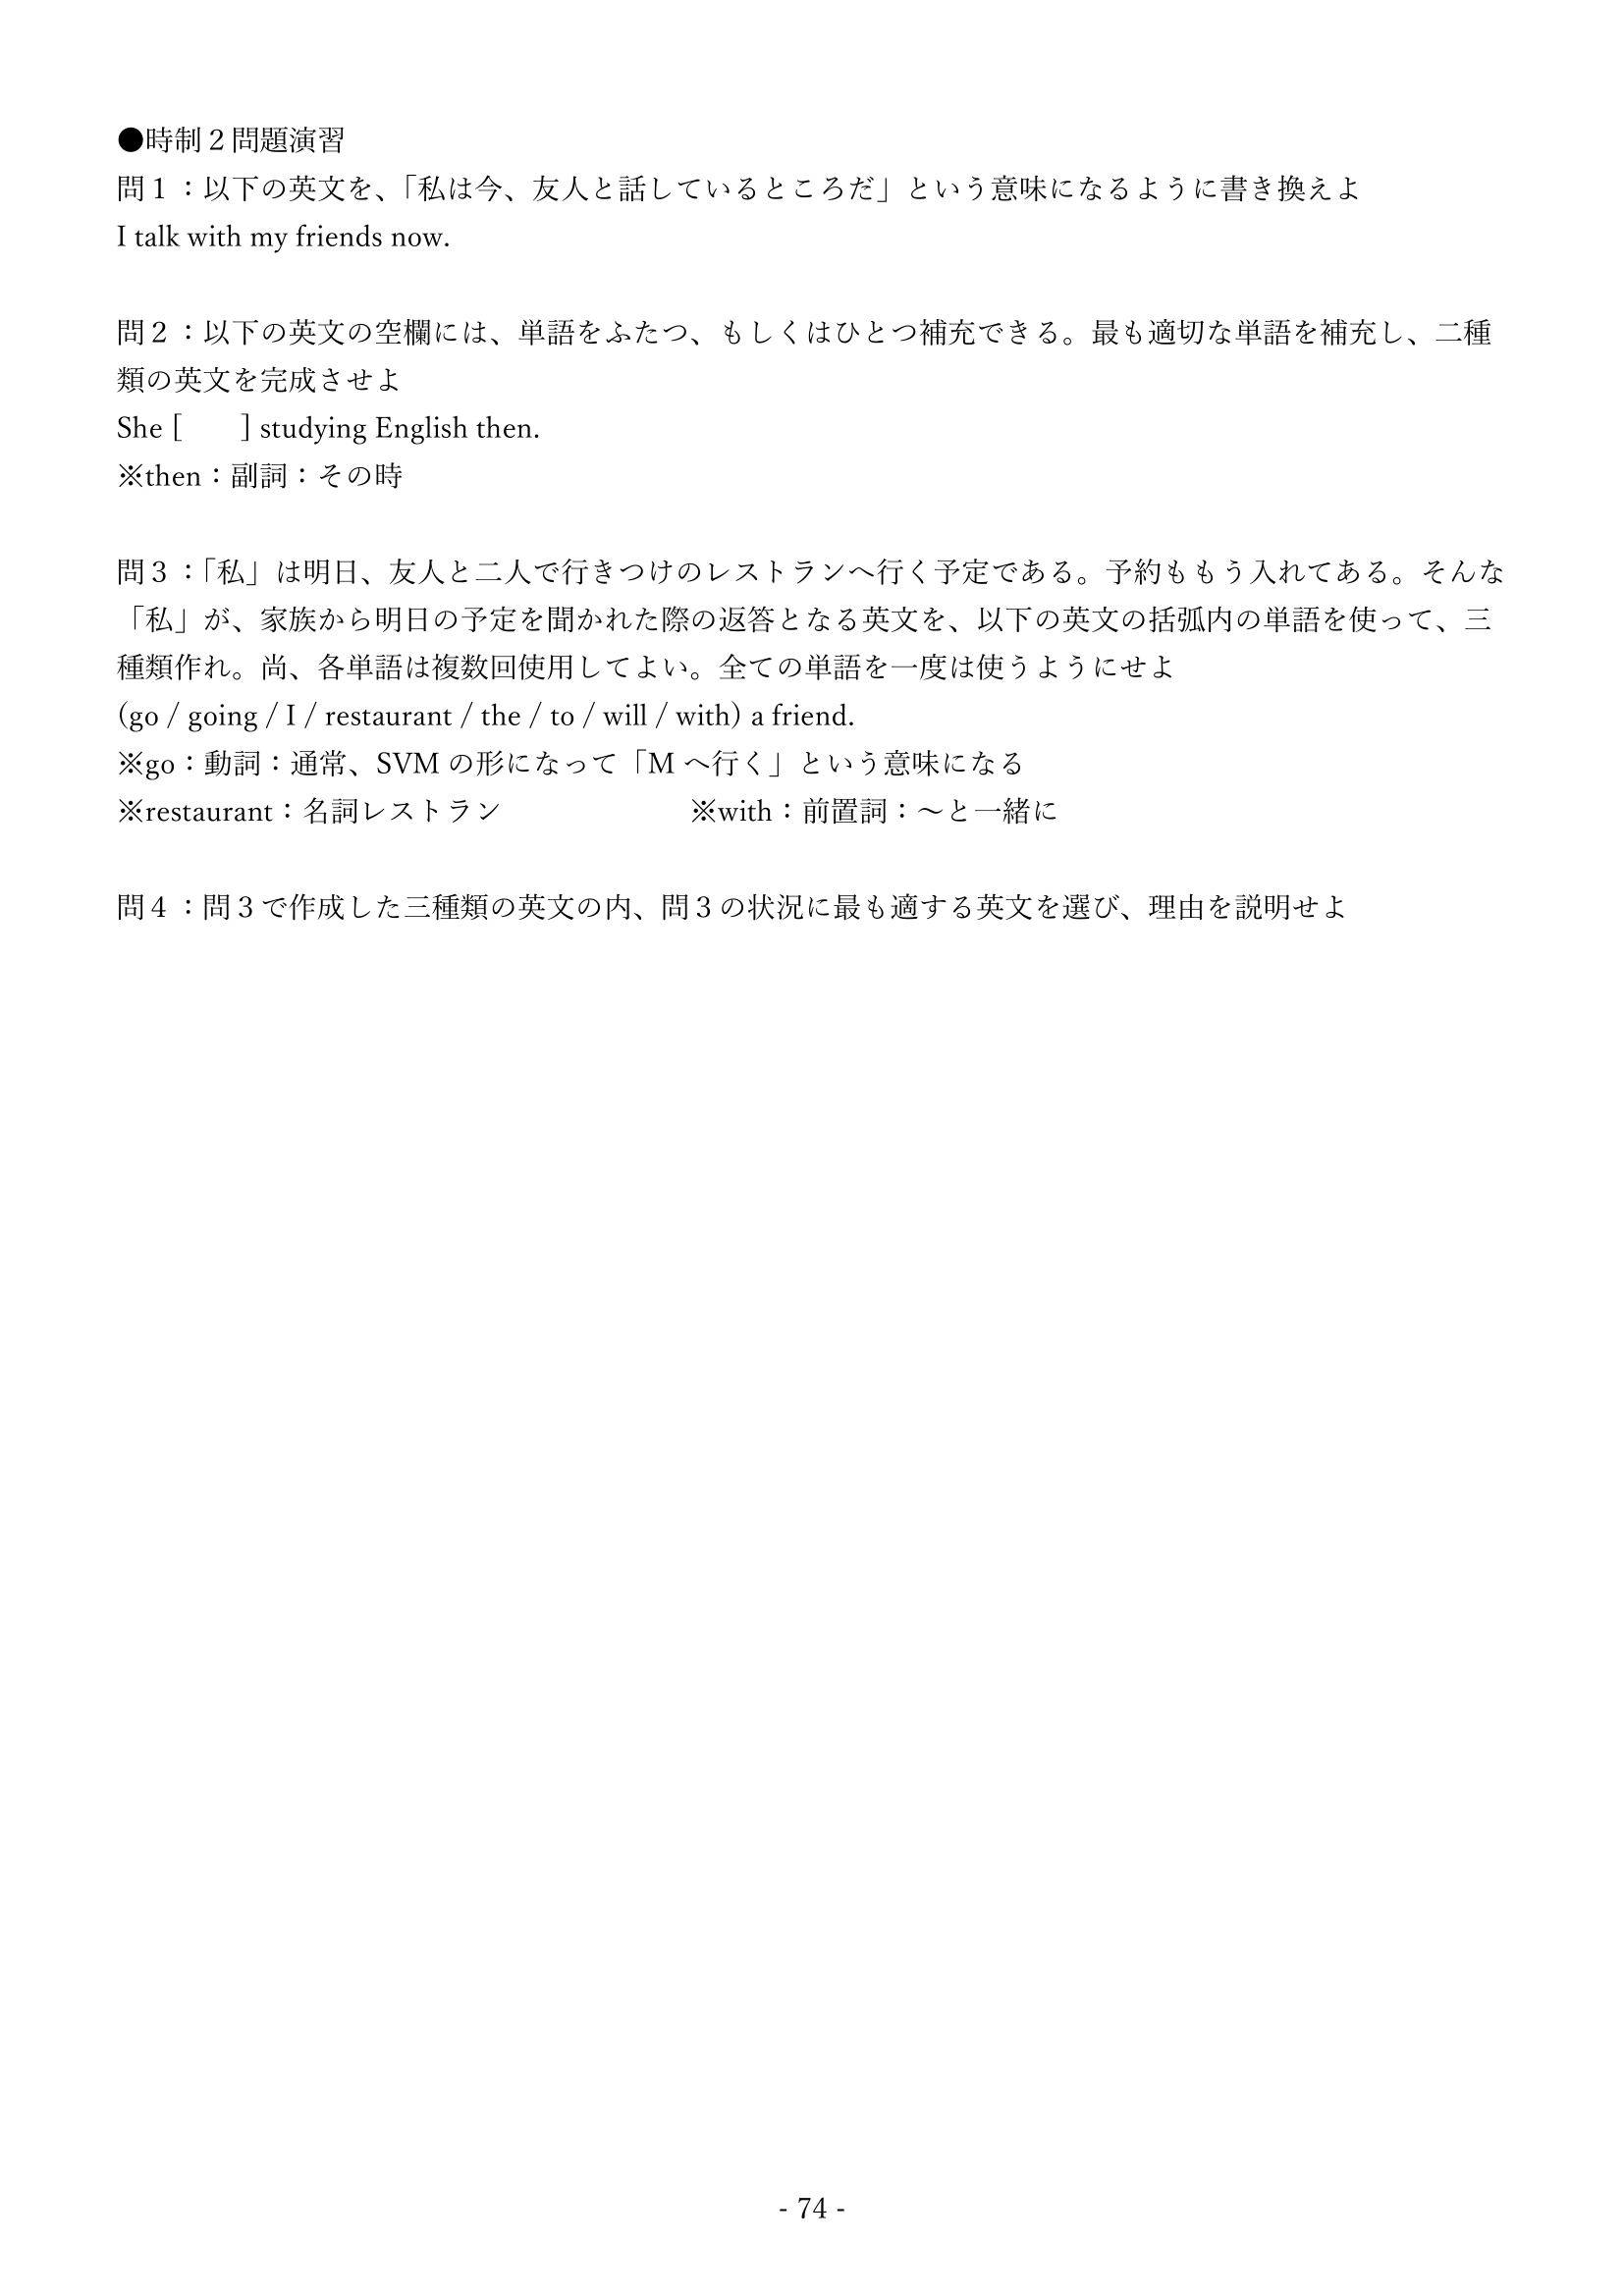 ●時制２問題演習
問１：以下の英文を、「私は今、友人と話しているところだ」という意味になるように書き換えよ
I talk with my friends now.
問２：以下の英文の空欄には、単語をふたつ、もしくはひとつ補充できる。最も適切な単語を補充し、二種
類の英文を完成させよ
She [　　] studying English then.
※then：副詞：その時
問３：「私」は明日、友人と二人で行きつけのレストランへ行く予定である。予約ももう入れてある。そんな
「私」が、家族から明日の予定を聞かれた際の返答となる英文を、以下の英文の括弧内の単語を使って、三
種類作れ。尚、各単語は複数回使用してよい。全ての単語を一度は使うようにせよ
(go / going / I / restaurant / the / to / will / with) a friend.
※go：動詞：通常、SVM の形になって「M へ行く」という意味になる
※restaurant：名詞レストラン　　　　　　　※with：前置詞：～と一緒に
問４：問３で作成した三種類の英文の内、問３の状況に最も適する英文を選び、理由を説明せよ
- 74 -